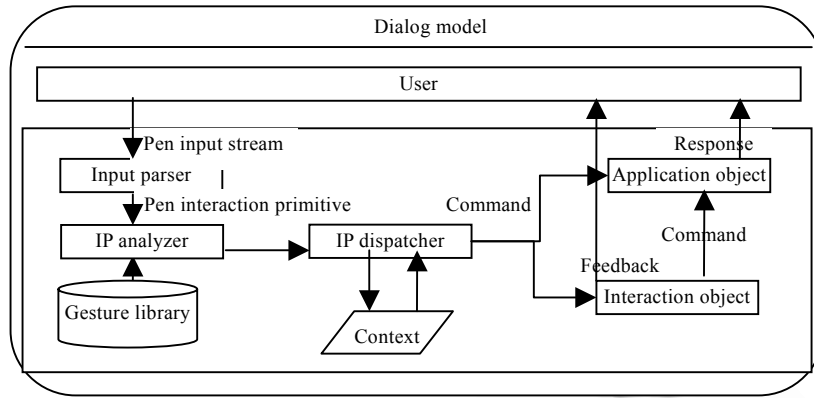 Dialog model
User
Pen input stream
Response
Input parser
Application object
Pen interaction primitive
Command
IP analyzer
IP dispatcher
Command
Feedback
Gesture library
Interaction object
Context